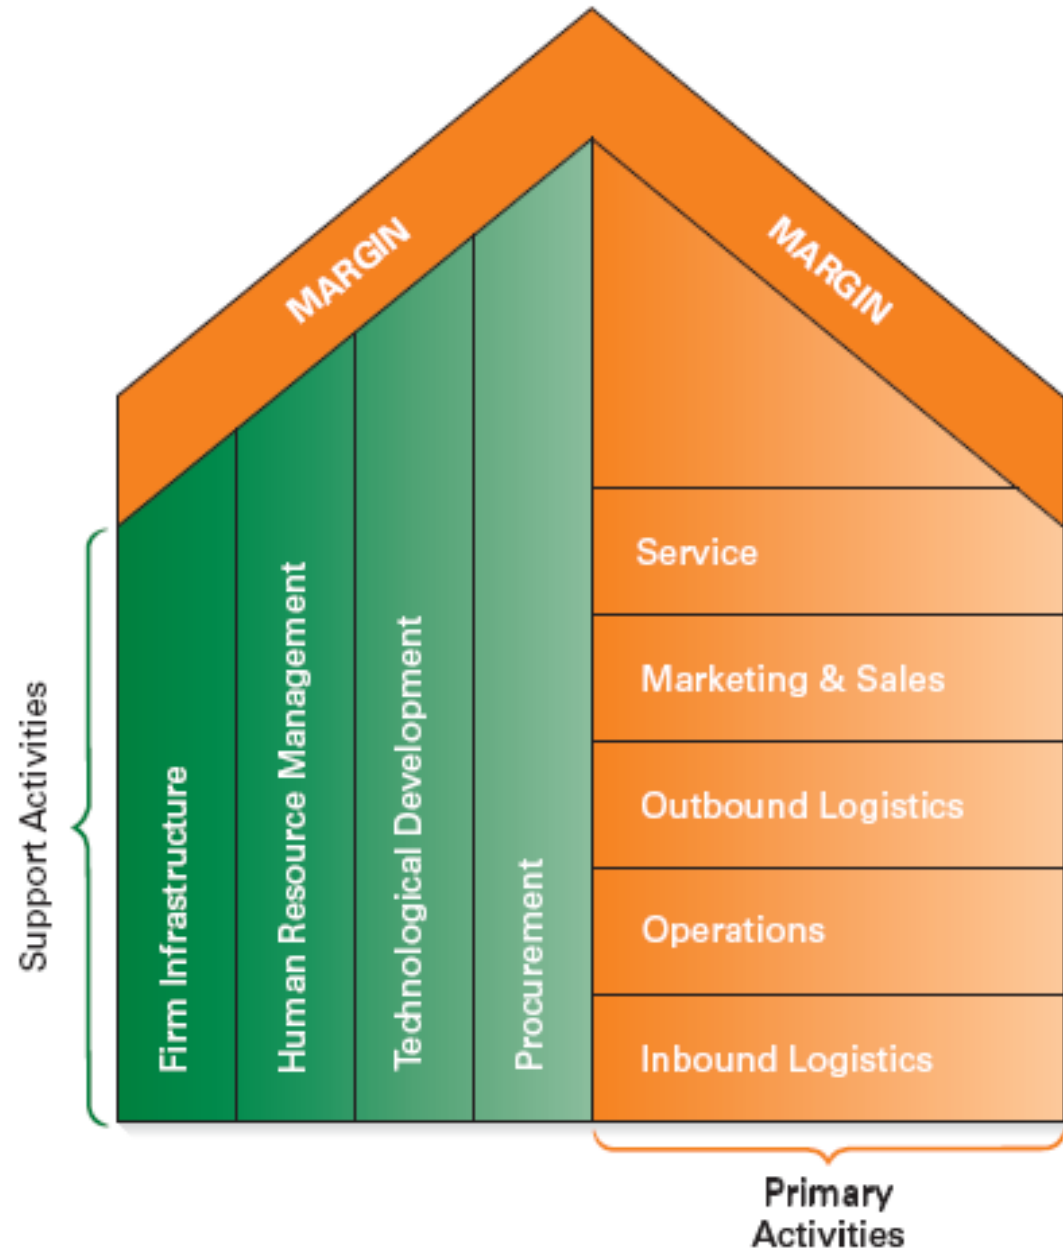 MARGIN
MARGIN
Support Activities
Firm Infrastructure
Human Resource Management
Technological Development
Procurement
Service
Marketing & Sales
Outbound Logistics
Operations
Inbound Logistics
Primary
Activities